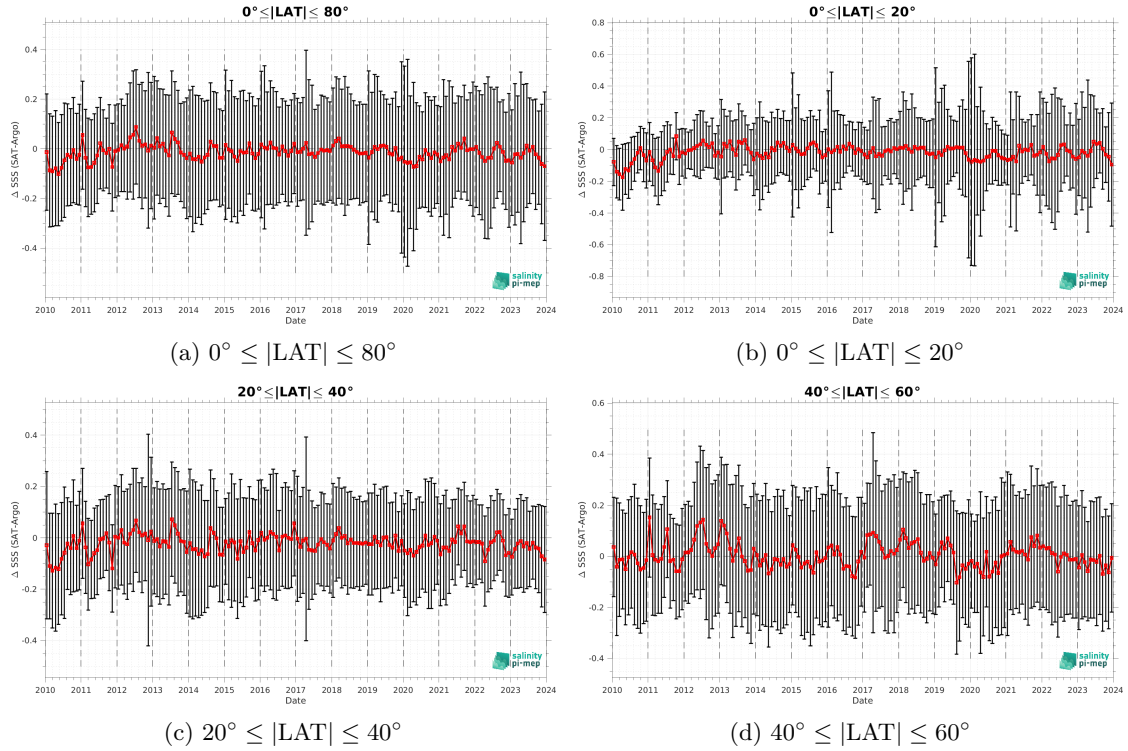 0°≤|LAT|≤ 80°
Δ SSS (SAT-Argo)
0.4
0.2
0
-0.2
-0.4
salinity
pi-mep
2010 2011 2012 2013 2014 2015 2016 2017 2018 2019 2020 2021 2022 2023 2024
Date
(a) 0° ≤ |LAT| ≤ 80°
0°≤|LAT|≤ 20°
Δ SSS (SAT-Argo)
0.8
0.6
0.4
0.2
0
-0.2
-0.4
-0.6
-0.8
salinity
pi-mep
2010 2011 2012 2013 2014 2015 2016 2017 2018 2019 2020 2021 2022 2023 2024
Date
(b) 0° ≤ |LAT| ≤ 20°
20°≤|LAT|≤ 40°
Δ SSS (SAT-Argo)
0.4
0.2
0
-0.2
-0.4
salinity
pi-mep
2010 2011 2012 2013 2014 2015 2016 2017 2018 2019 2020 2021 2022 2023 2024
Date
(c) 20° ≤ |LAT| ≤ 40°
40°≤|LAT|≤ 60°
Δ SSS (SAT-Argo)
0.6
0.4
0.2
0
-0.2
-0.4
salinity
pi-mep
2010 2011 2012 2013 2014 2015 2016 2017 2018 2019 2020 2021 2022 2023 2024
Date
(d) 40° ≤ |LAT| ≤ 60°